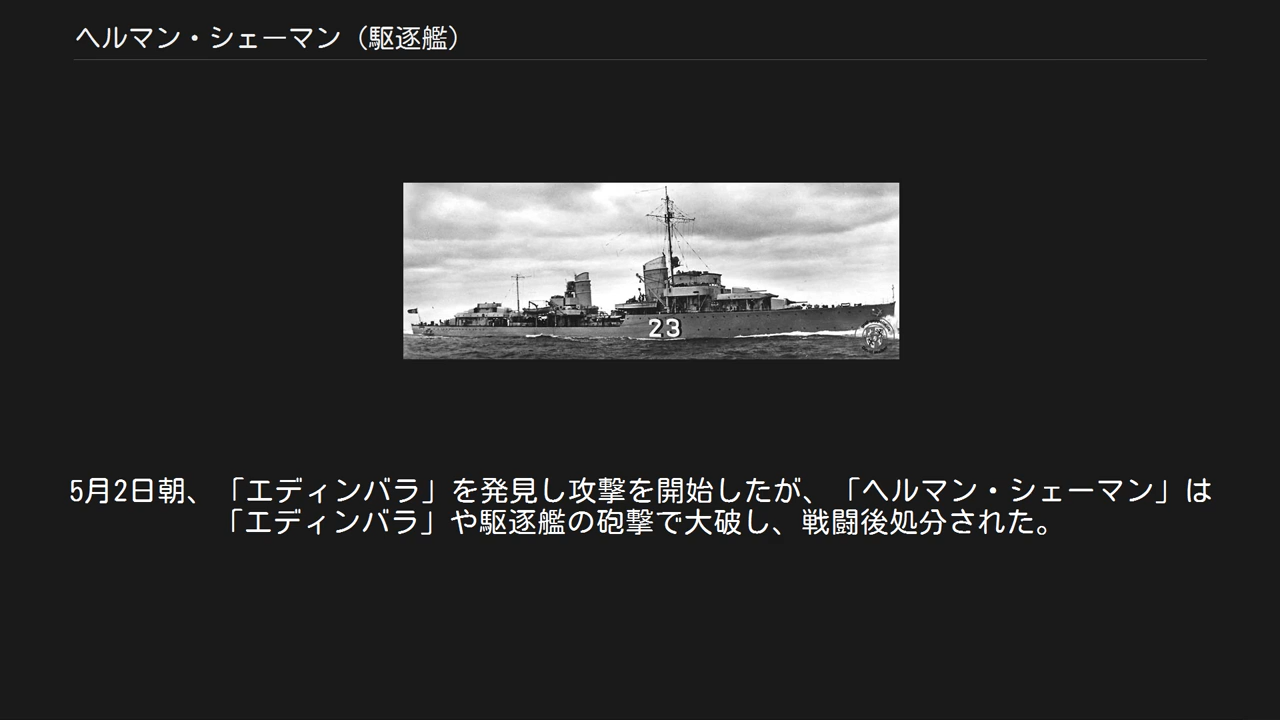 ヘルマン・シェーマン（駆逐艦）
23
5月2日朝、「エディンバラ」を発見し攻撃を開始したが、「ヘルマン・シェーマン」は
「エディンバラ」や駆逐艦の砲撃で大破し、戦闘後処分された。